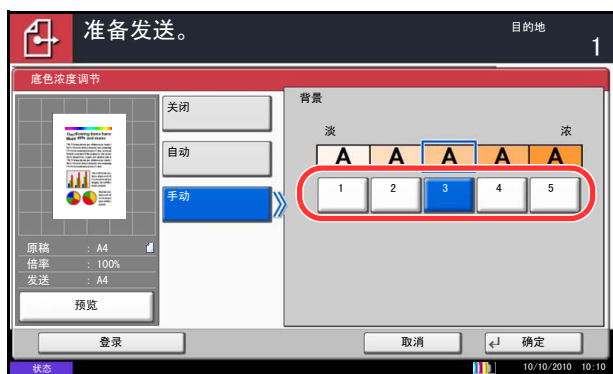 准备发送。
目的地
1
底色浓度调节
关闭
自动
手动
背景
淡 浓
A A A A A
1 2 3 4 5
原稿 : A4
倍率 : 100%
发送 : A4
预览
登录
取消
确定
状态
10/10/2010 10:10